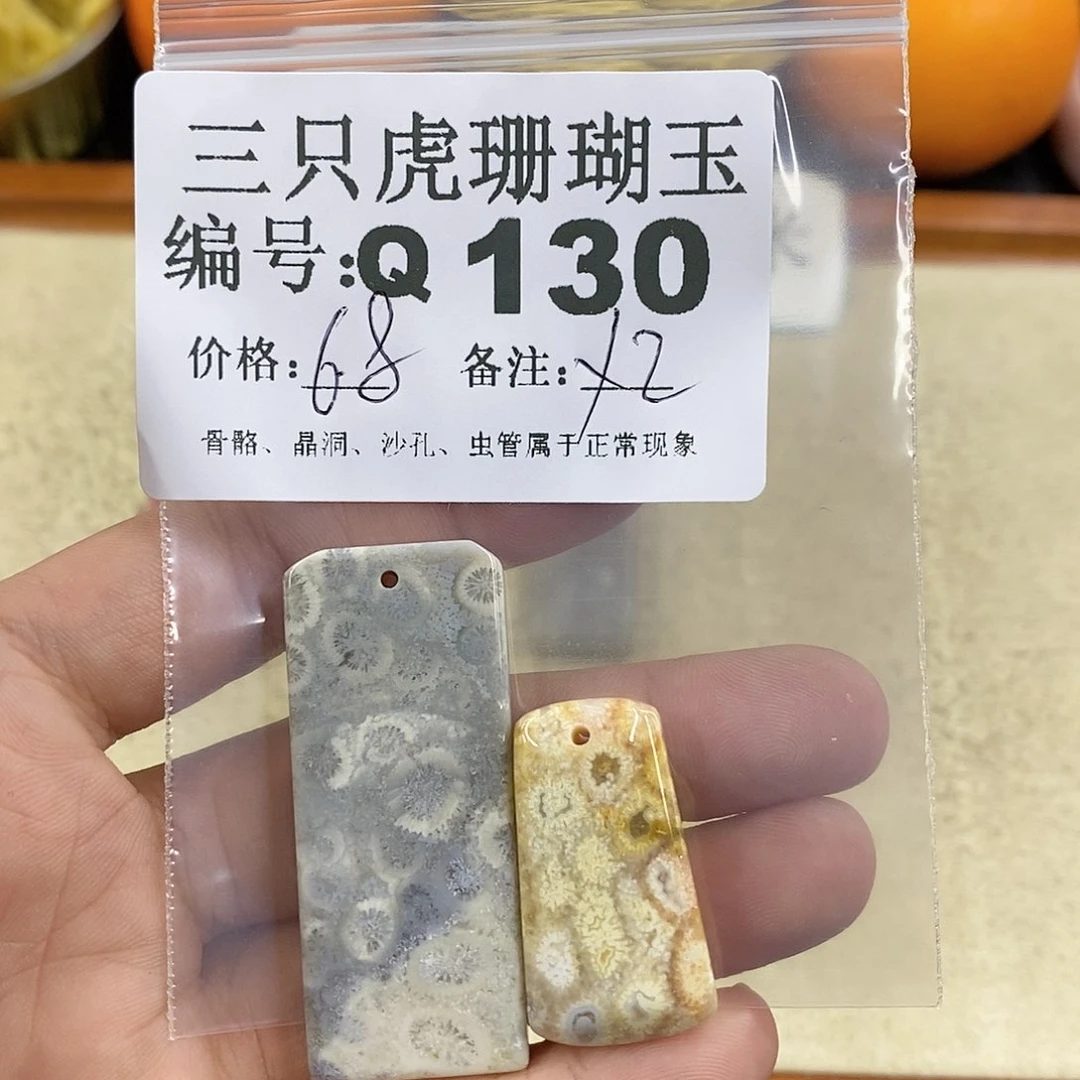 三只虎珊瑚玉
编号:Q 130
价格:68 备注:x2
骨骼、晶洞、沙孔、虫管属于正常现象